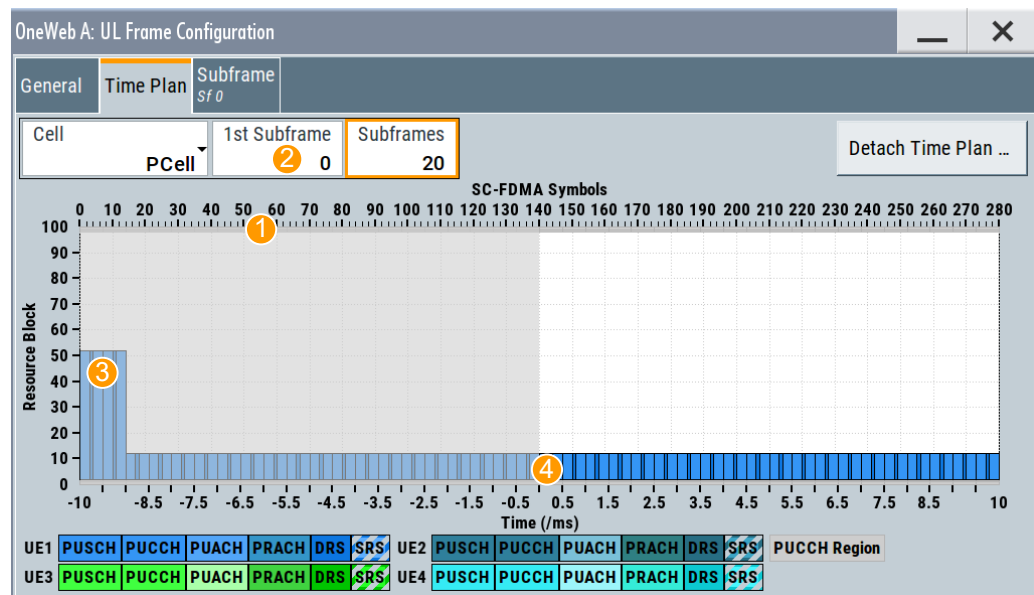 OneWeb A: UL Frame Configuration
General Time Plan Subframe
Sf 0
Cell 1st Subframe Subframes
PCell 2 0 20 Detach Time Plan ...
SC-FDMA Symbols
0 10 20 30 40 50 60 70 80 90 100 110 120 130 140 150 160 170 180 190 200 210 220 230 240 250 260 270 280
1
100
90
80
70
60
50
40
30
20
10
0
Resource Block
3
4
-10 -8.5 -7.5 -6.5 -5.5 -4.5 -3.5 -2.5 -1.5 -0.5 0.5 1.5 2.5 3.5 4.5 5.5 6.5 7.5 8.5 10
Time (/ms)
UE1 PUSCH PUCCH PUACH PRACH DRS SRS UE2 PUSCH PUCCH PUACH PRACH DRS SRS PUCCH Region
UE3 PUSCH PUCCH PUACH PRACH DRS SRS UE4 PUSCH PUCCH PUACH PRACH DRS SRS